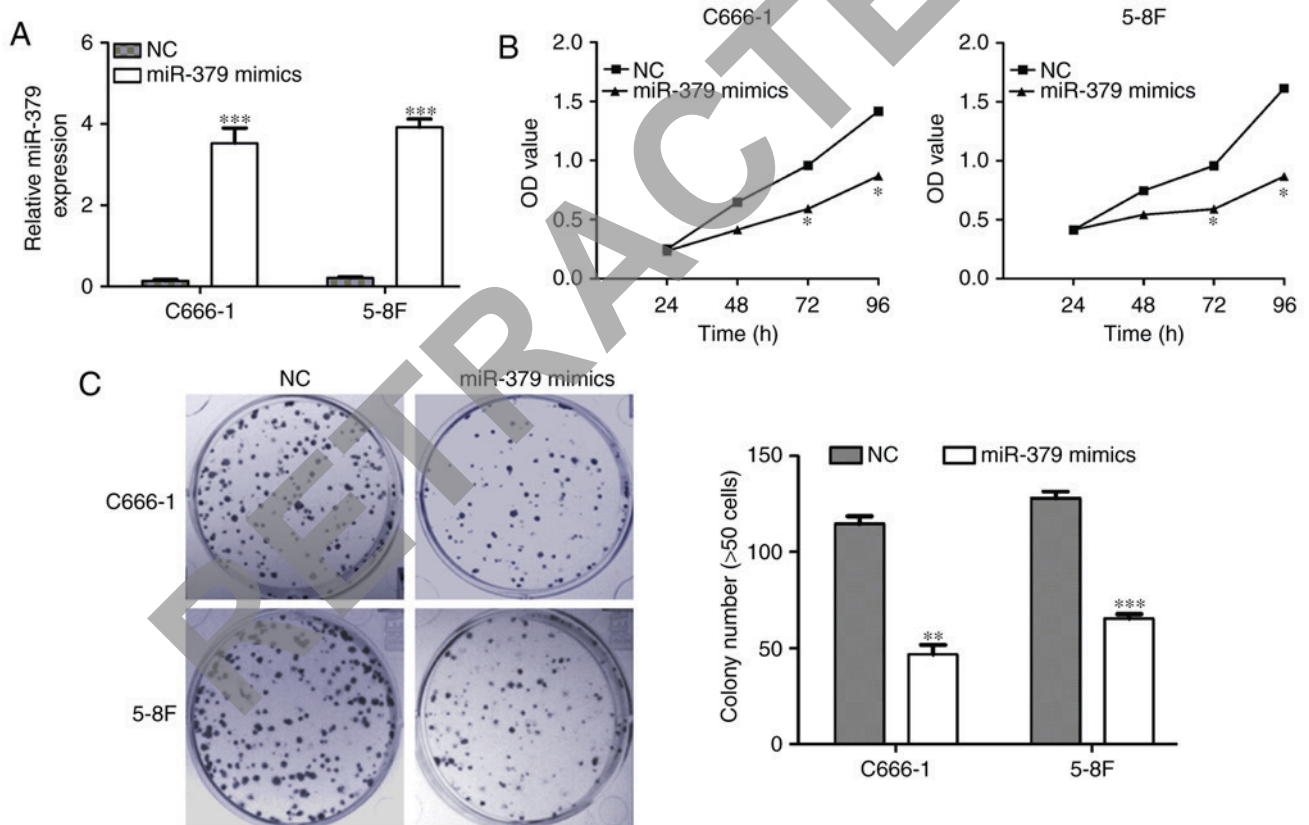 A
Relative miR-379
expression
6
4
2
0
NC
miR-379 mimics
***
***
C666-1
5-8F
B
C666-1
OD value
2.0
1.5
1.0
0.5
0.0
NC
miR-379 mimics
*
*
24
48
72
96
Time (h)
5-8F
OD value
2.0
1.5
1.0
0.5
0.0
NC
miR-379 mimics
*
*
24
48
72
96
Time (h)
C
NC
miR-379 mimics
C666-1
5-8F
Colony number (>50 cells)
150
100
50
0
NC
miR-379 mimics
**
***
C666-1
5-8F
RETRACTE